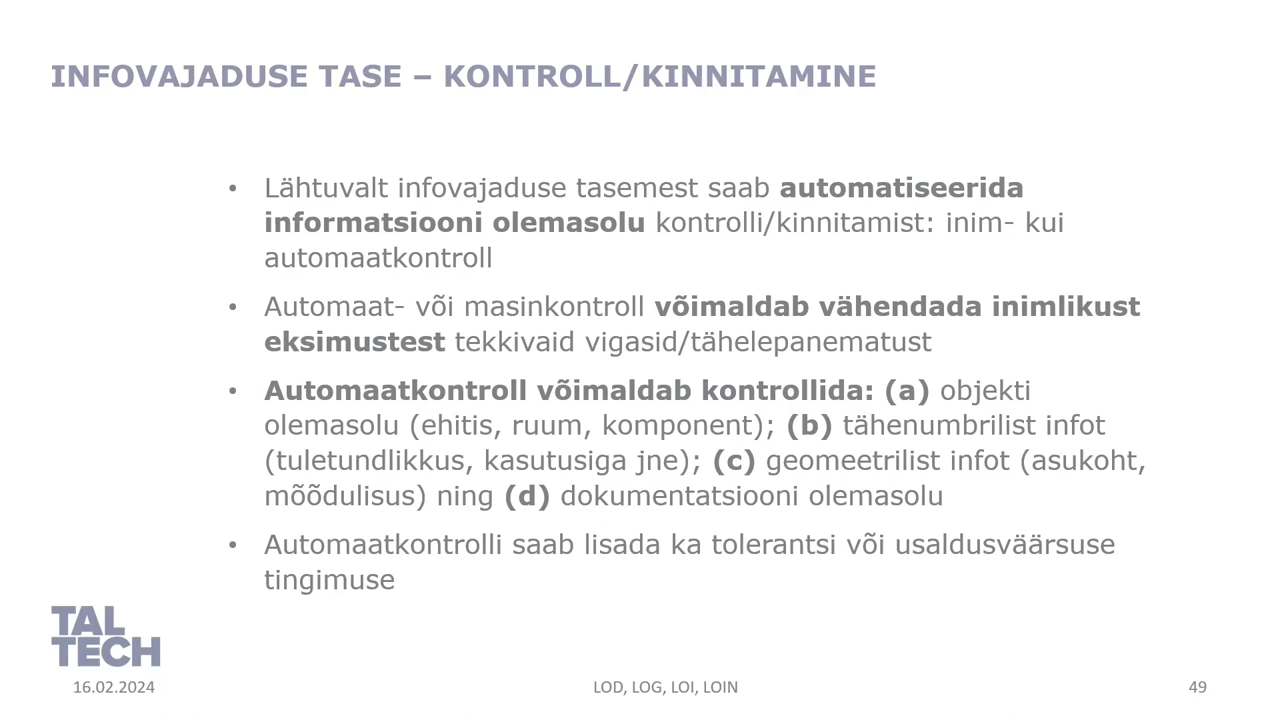 INFOVAJADUSE TASE – KONTROLL/KINNITAMINE
• Lähtuvalt infovajaduse tasemest saab automatiseerida
informatsiooni olemasolu kontrolli/kinnitamist: inim- kui
automaatkontroll
• Automaat- või masinkontroll võimaldab vähendada inimlikust
eksimustest tekkivaid vigasid/tähelepanematust
• Automaatkontroll võimaldab kontrollida: (a) objekti
olemasolu (ehitis, ruum, komponent); (b) tähenumbrilist infot
(tuletundlikkus, kasutusiga jne); (c) geomeetrilist infot (asukoht,
mõõdulisus) ning (d) dokumentatsiooni olemasolu
• Automaatkontrolli saab lisada ka tolerantsi või usaldusväärsuse
tingimuse
TAL
TECH
16.02.2024
LOD, LOG, LOI, LOIN
49